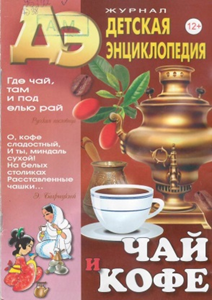 ЖУРНАЛ
ДЭ
ДЕТСКАЯ
ЭНЦИКЛОПЕДИЯ
12+
Где чай,
там
и под
елью рай
О, кофе
сладостный,
И ты, миндаль
сухой!
На белых
столиках
Расставленные
чашки...
ЧАЙ
И
КОФЕ